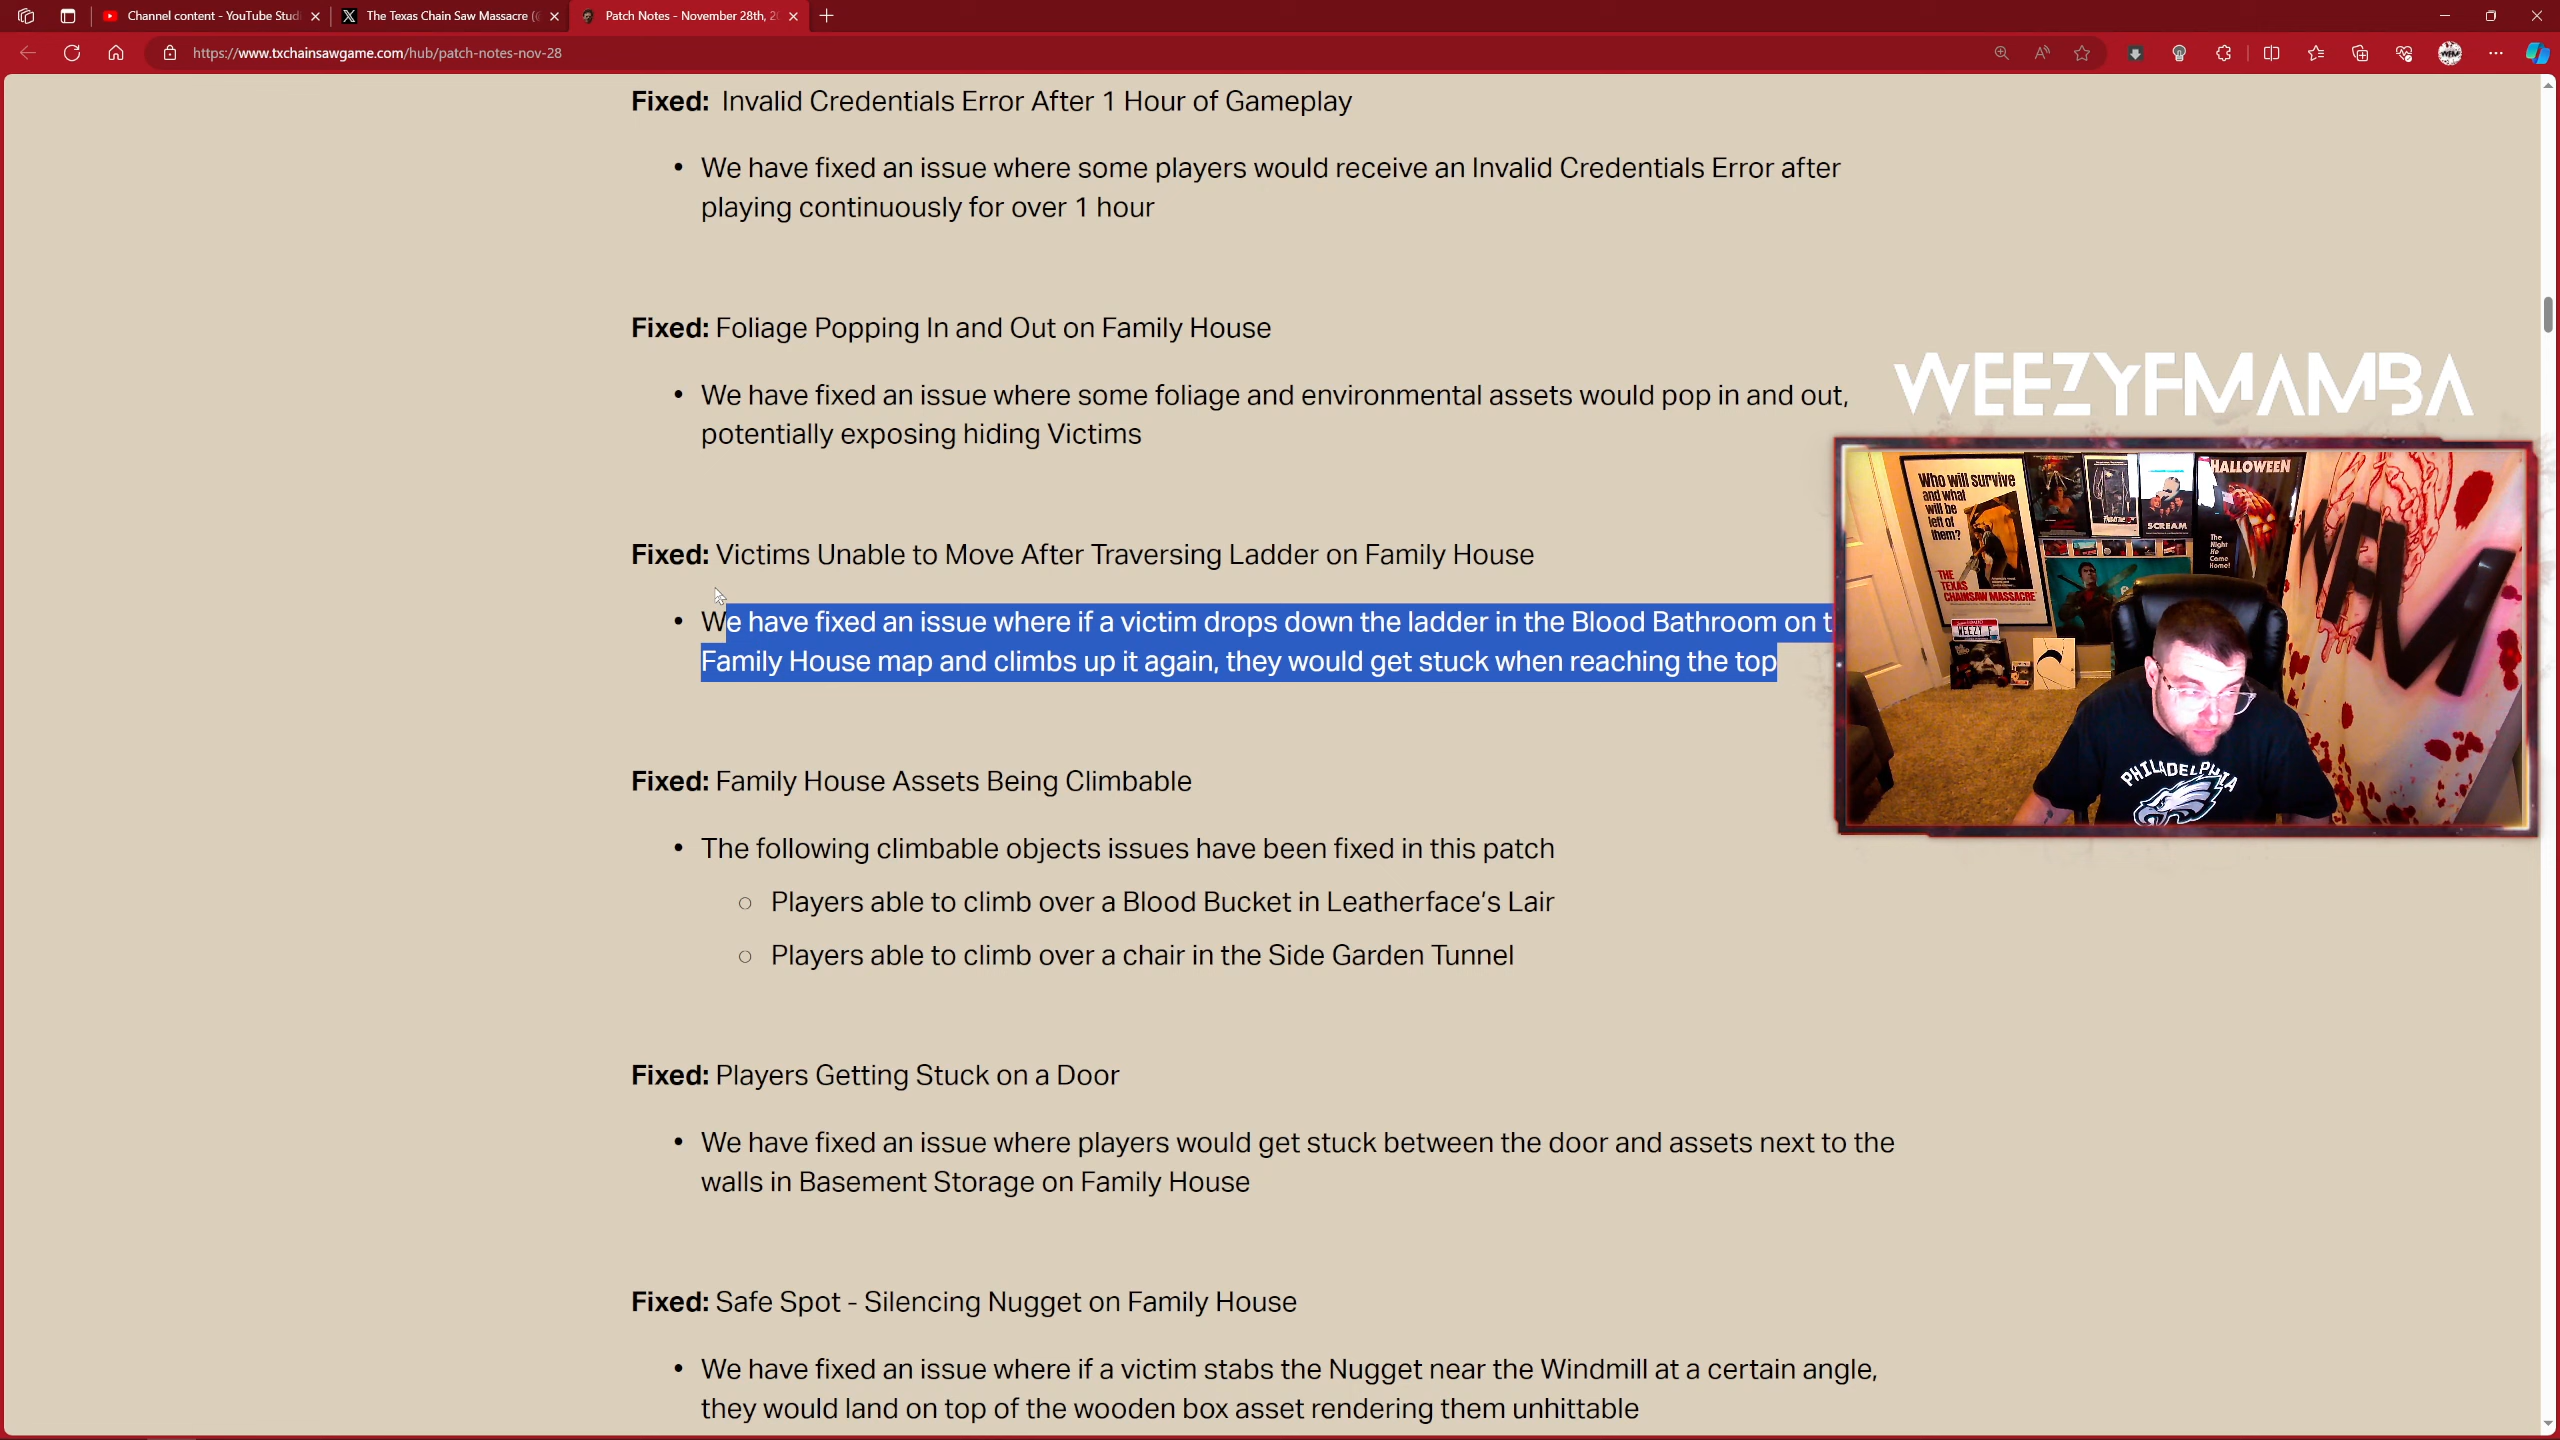 Channel content - YouTube Stud
The Texas Chain Saw Massacre (@
Patch Notes - November 28th, 20
https://www.txchainsawgame.com/hub/patch-notes-nov-28
Fixed: Invalid Credentials Error After 1 Hour of Gameplay
• We have fixed an issue where some players would receive an Invalid Credentials Error after
playing continuously for over 1 hour
Fixed: Foliage Popping In and Out on Family House
• We have fixed an issue where some foliage and environmental assets would pop in and out,
potentially exposing hiding Victims
Fixed: Victims Unable to Move After Traversing Ladder on Family House
• We have fixed an issue where if a victim drops down the ladder in the Blood Bathroom on t
Family House map and climbs up it again, they would get stuck when reaching the top
Fixed: Family House Assets Being Climbable
• The following climbable objects issues have been fixed in this patch
○ Players able to climb over a Blood Bucket in Leatherface’s Lair
○ Players able to climb over a chair in the Side Garden Tunnel
Fixed: Players Getting Stuck on a Door
• We have fixed an issue where players would get stuck between the door and assets next to the
walls in Basement Storage on Family House
Fixed: Safe Spot - Silencing Nugget on Family House
• We have fixed an issue where if a victim stabs the Nugget near the Windmill at a certain angle,
they would land on top of the wooden box asset rendering them unhittable
WEEZYFMAMBA
Who will survive
and what
will be
left of
them?
THE
TEXAS
CHAINSAW MASSACRE
SCREAM
HALLOWEEN
The
Night
He
Came
Home!
WEEZY F
PHILADELPHIA